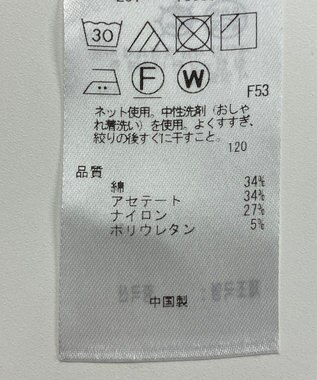 30
F
W
F53
ネット使用。中性洗剤(おしゃ
れ着洗い)を使用。よくすすぎ、
絞りの後すぐに干すこと。
120
品質
綿 34%
アセテート 34%
ナイロン 27%
ポリウレタン 5%
中国製